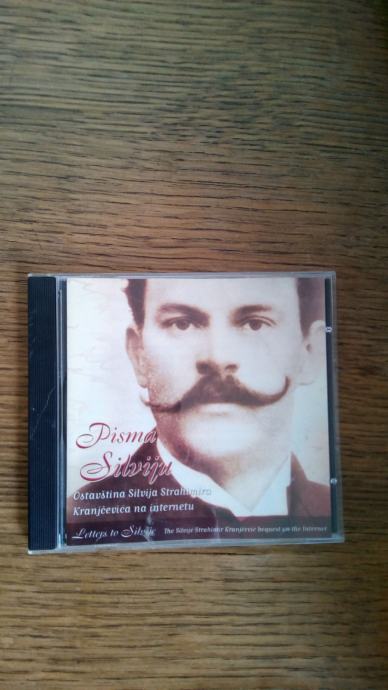 Pisma
Silviju
Ostavština Silvija Strahimira
Kranjčevića na internetu
Letters to Silvije The Silvije Strahimir Kranjčević bequest on the Internet